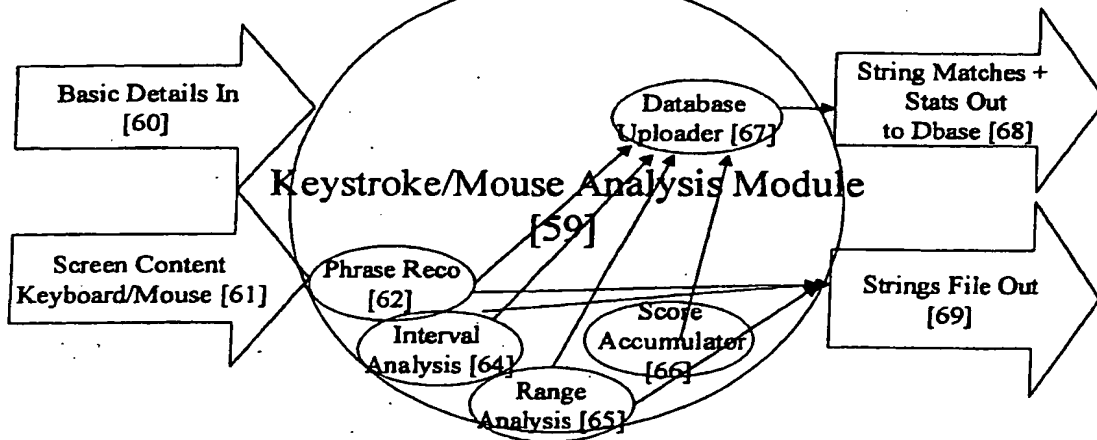 Basic Details In
[60]
String Matches +
Stats Out
to Dbase [68]
Database
Uploader [67]
Keystroke/Mouse Analysis Module
[59]
Screen Content
Keyboard/Mouse [61]
Phrase Reco
[62]
Interval
Analysis [64]
Score
Accumulator
[66]
Range
Analysis [65]
Strings File Out
[69]